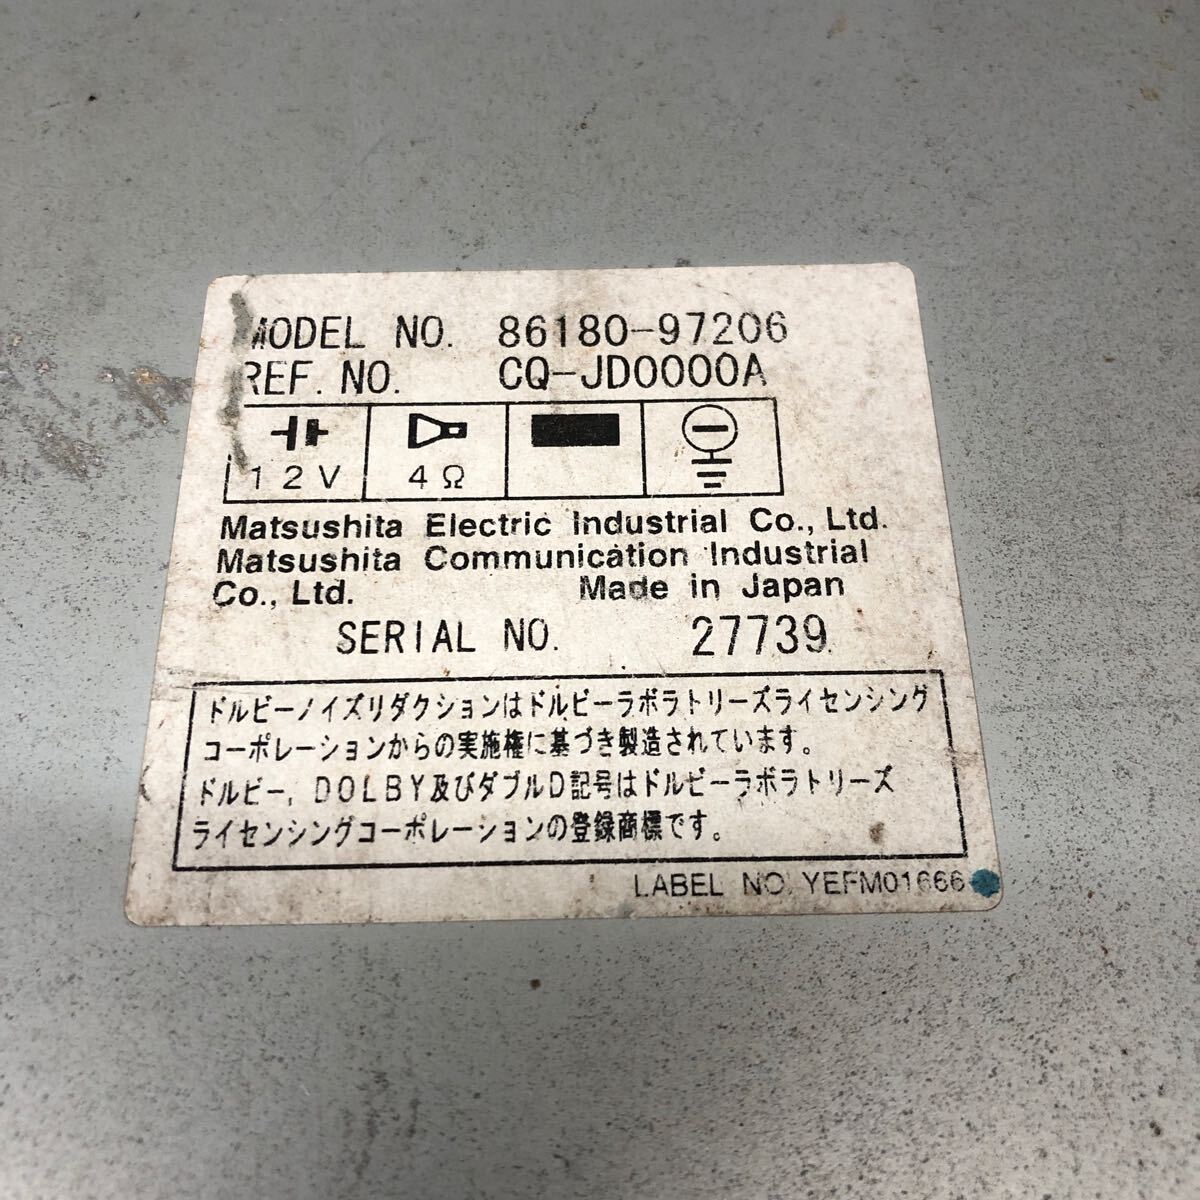 MODEL NO. 86180-97206
REF. NO. CQ-JD0000A
12V 4Ω
Matsushita Electric Industrial Co., Ltd.
Matsushita Communication Industrial
Co., Ltd. Made in Japan
SERIAL NO. 27739
ドルビーノイズリダクションはドルビーラボラトリーズライセンシング
コーポレーションからの実施権に基づき製造されています。
ドルビー, DOLBY及びダブルD記号はドルビーラボラトリーズ
ライセンシングコーポレーションの登録商標です。
LABEL NO. YEFM01666